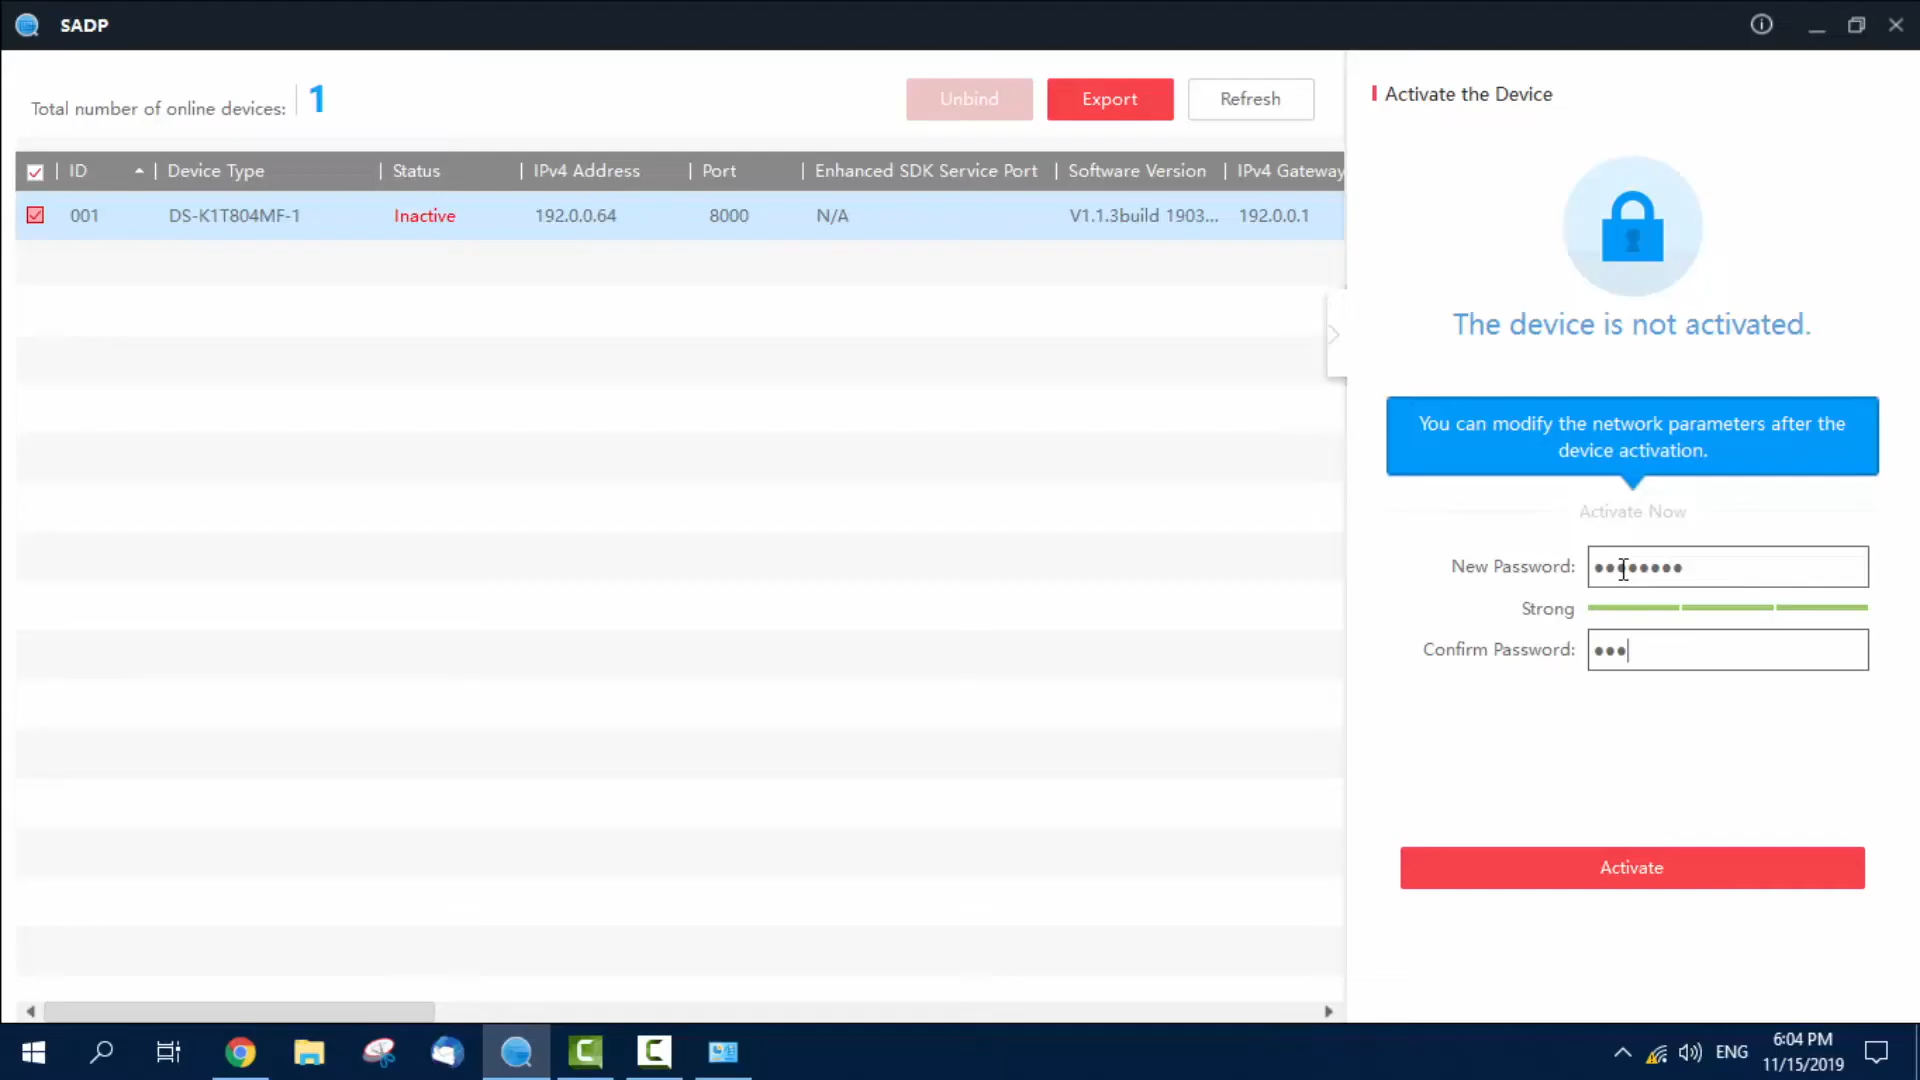 SADP
Total number of online devices: 1
Unbind
Export
Refresh
ID
Device Type
Status
IPv4 Address
Port
Enhanced SDK Service Port
Software Version
IPv4 Gateway
001
DS-K1T804MF-1
Inactive
192.0.0.64
8000
N/A
V1.1.3build 1903...
192.0.0.1
Activate the Device
The device is not activated.
You can modify the network parameters after the
device activation.
Activate Now
New Password: ••••••••
Strong
Confirm Password: •••
Activate
ENG
6:04 PM
11/15/2019